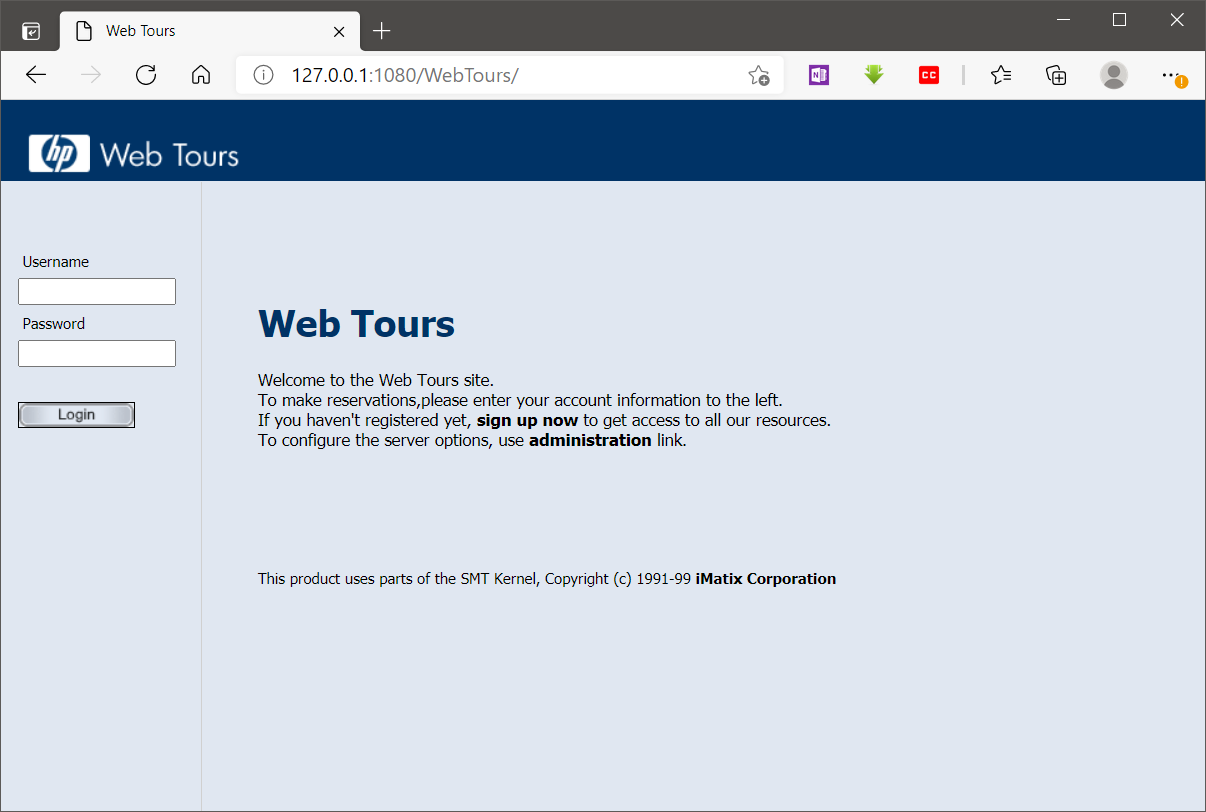 Web Tours
127.0.0.1:1080/WebTours/
N
CC
hp Web Tours
Username
Password
Login
Web Tours
Welcome to the Web Tours site.
To make reservations,please enter your account information to the left.
If you haven't registered yet, sign up now to get access to all our resources.
To configure the server options, use administration link.
This product uses parts of the SMT Kernel, Copyright (c) 1991-99 iMatix Corporation